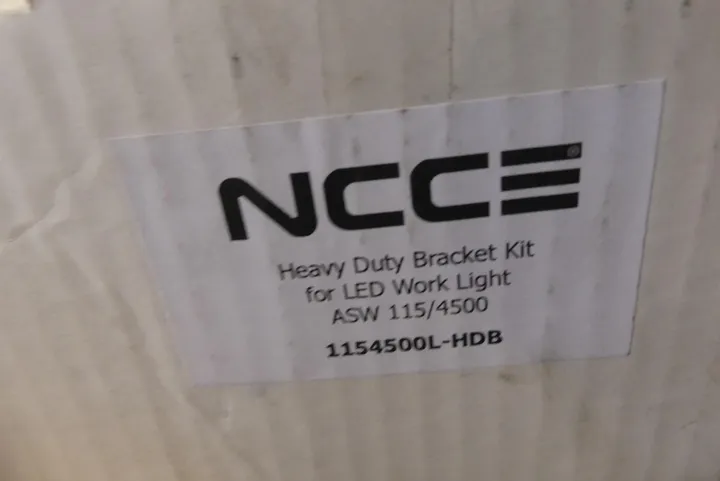 NCCE®
Heavy Duty Bracket Kit
for LED Work Light
ASW 115/4500
1154500L-HDB